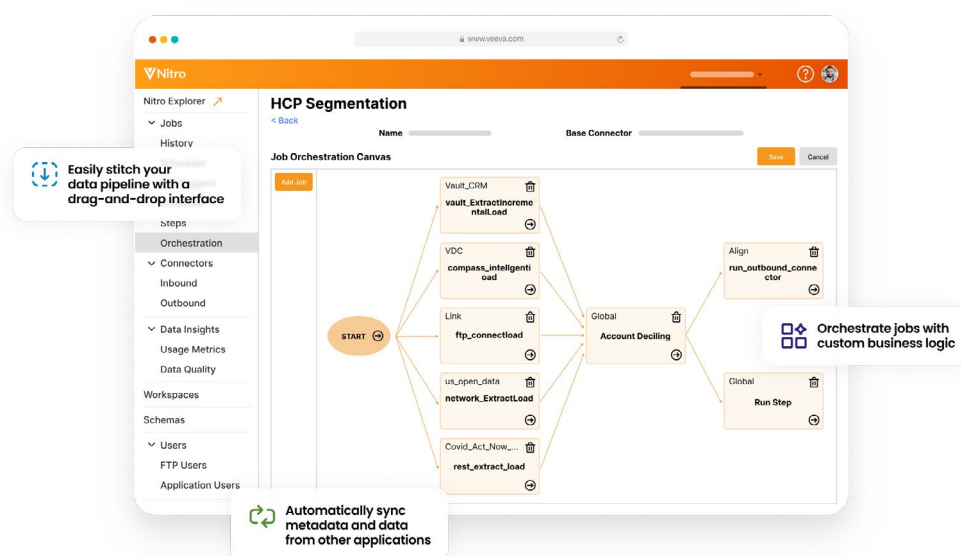 www.veeva.com
Nitro
?
Nitro Explorer
Jobs
History
Steps
Orchestration
Connectors
Inbound
Outbound
Data Insights
Usage Metrics
Data Quality
Workspaces
Schemas
Users
FTP Users
Application Users
HCP Segmentation
< Back
Name
Base Connector
Job Orchestration Canvas
Save
Cancel
Add Job
START
Vault_CRM
vault_ExtractIncreme
ntalLoad
VDC
compass_intellgenti
oad
Link
ftp_connectload
us_open_data
network_ExtractLoad
Covid_Act_Now_...
rest_extract_load
Global
Account Deciling
Align
run_outbound_conne
ctor
Global
Run Step
Easily stitch your
data pipeline with a
drag-and-drop interface
Orchestrate jobs with
custom business logic
Automatically sync
metadata and data
from other applications